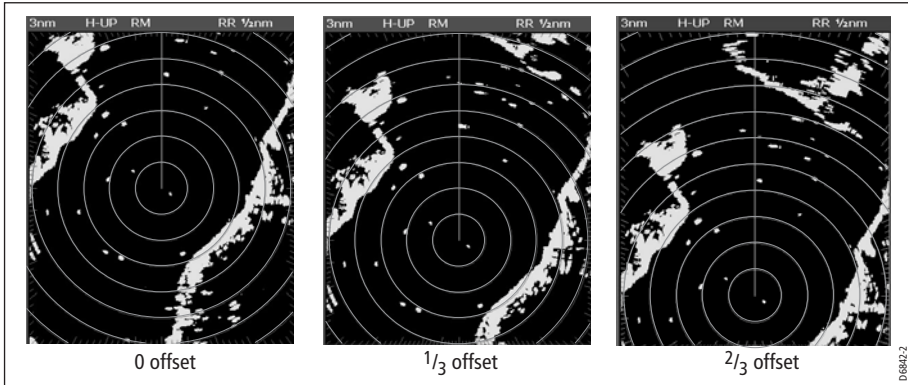 3nm H-UP RM RR ½nm
3nm H-UP RM RR ½nm
3nm H-UP RM RR ½nm
0 offset
1/3 offset
2/3 offset
D6842-2